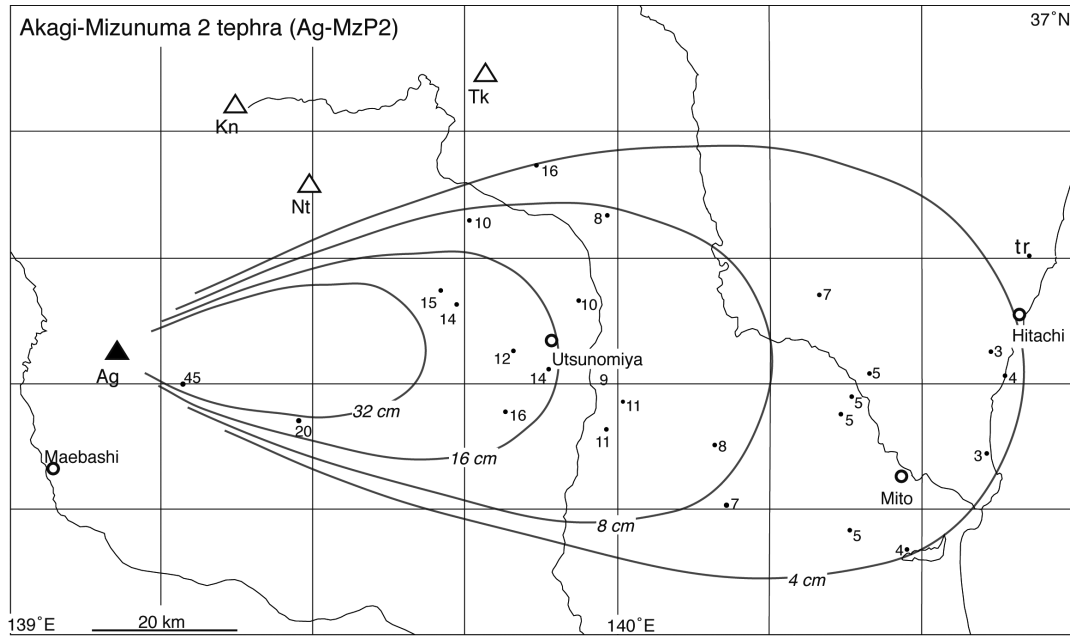 Akagi-Mizunuma 2 tephra (Ag-MzP2)
37˚N
Tk
Kn
16
Nt
10
8
tr
7
15
14
10
Hitachi
Utsunomiya
12
3
Ag
14
9
5
4
45
5
11
32 cm
16
5
20
11
8
Maebashi
16 cm
3
Mito
7
8 cm
5
4
4 cm
139˚E
20 km
140˚E